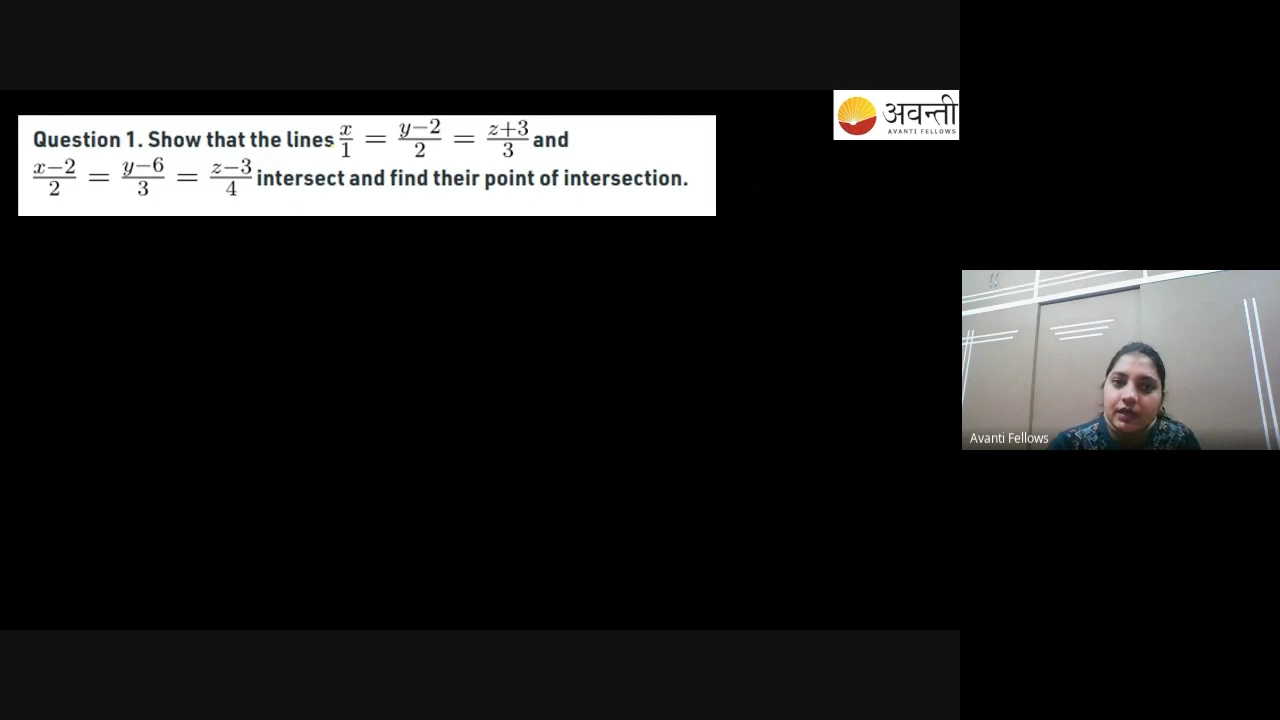 अवन्ती
AVANTI FELLOWS
Question 1. Show that the lines x/1 = y−2/2 = z+3/3 and
x−2/2 = y−6/3 = z−3/4 intersect and find their point of intersection.
Avanti Fellows